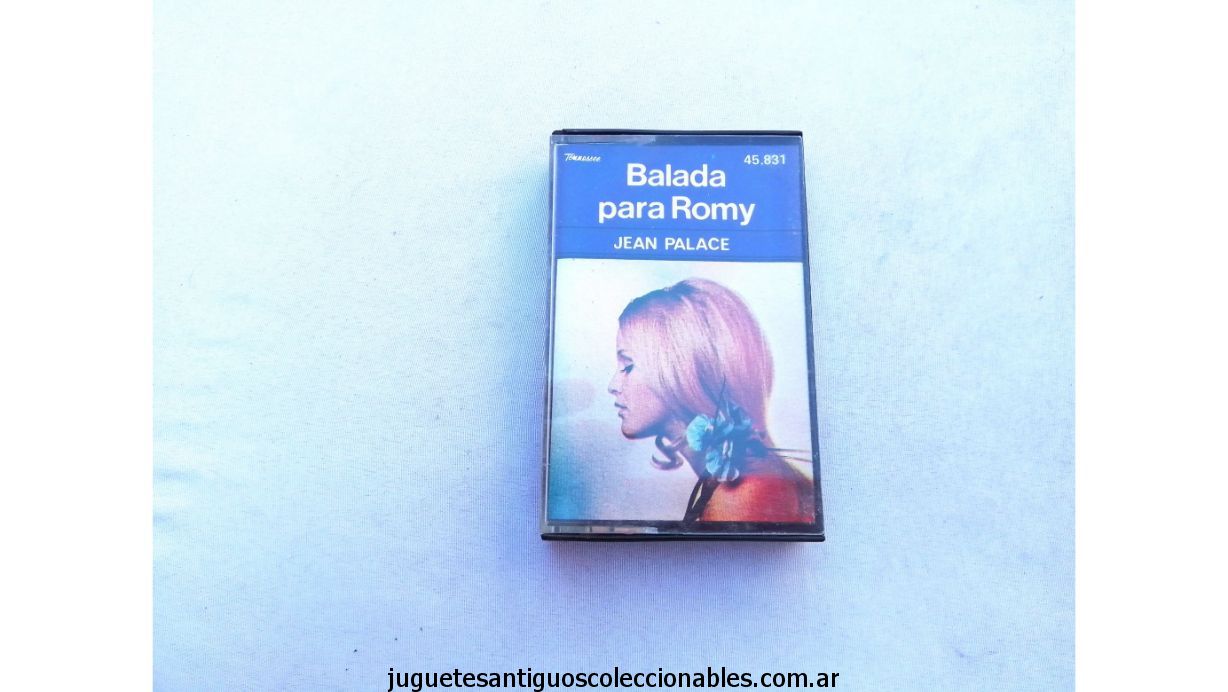 Tennessee
45.831
Balada
para Romy
JEAN PALACE
juguetesantiguoscoleccionables.com.ar